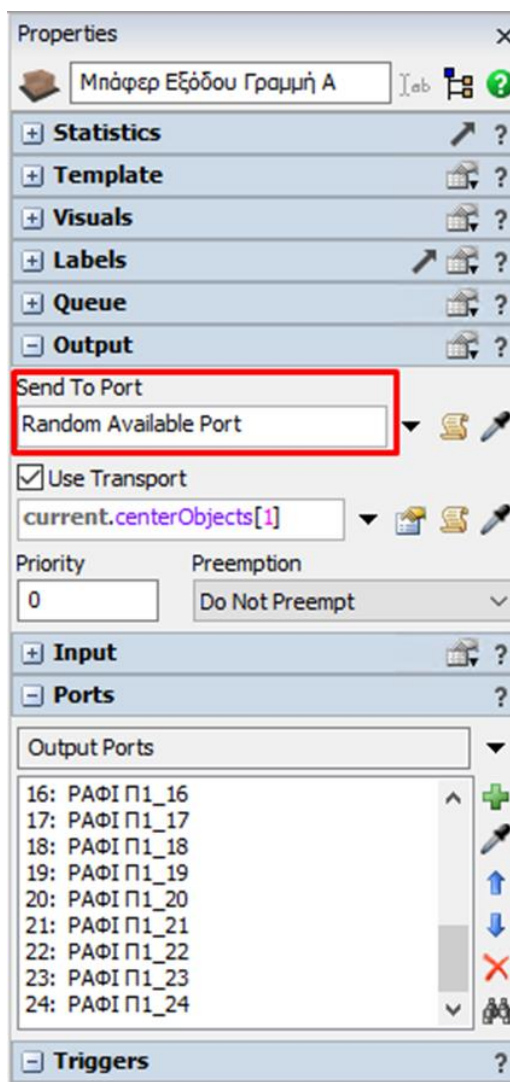 Properties
Μπάφερ Εξόδου Γραμμή Α
Statistics
Template
Visuals
Labels
Queue
Output
Send To Port
Random Available Port
Use Transport
current.centerObjects[1]
Priority Preemption
0 Do Not Preempt
Input
Ports
Output Ports
16: ΡΑΦΙ Π1_16
17: ΡΑΦΙ Π1_17
18: ΡΑΦΙ Π1_18
19: ΡΑΦΙ Π1_19
20: ΡΑΦΙ Π1_20
21: ΡΑΦΙ Π1_21
22: ΡΑΦΙ Π1_22
23: ΡΑΦΙ Π1_23
24: ΡΑΦΙ Π1_24
Triggers